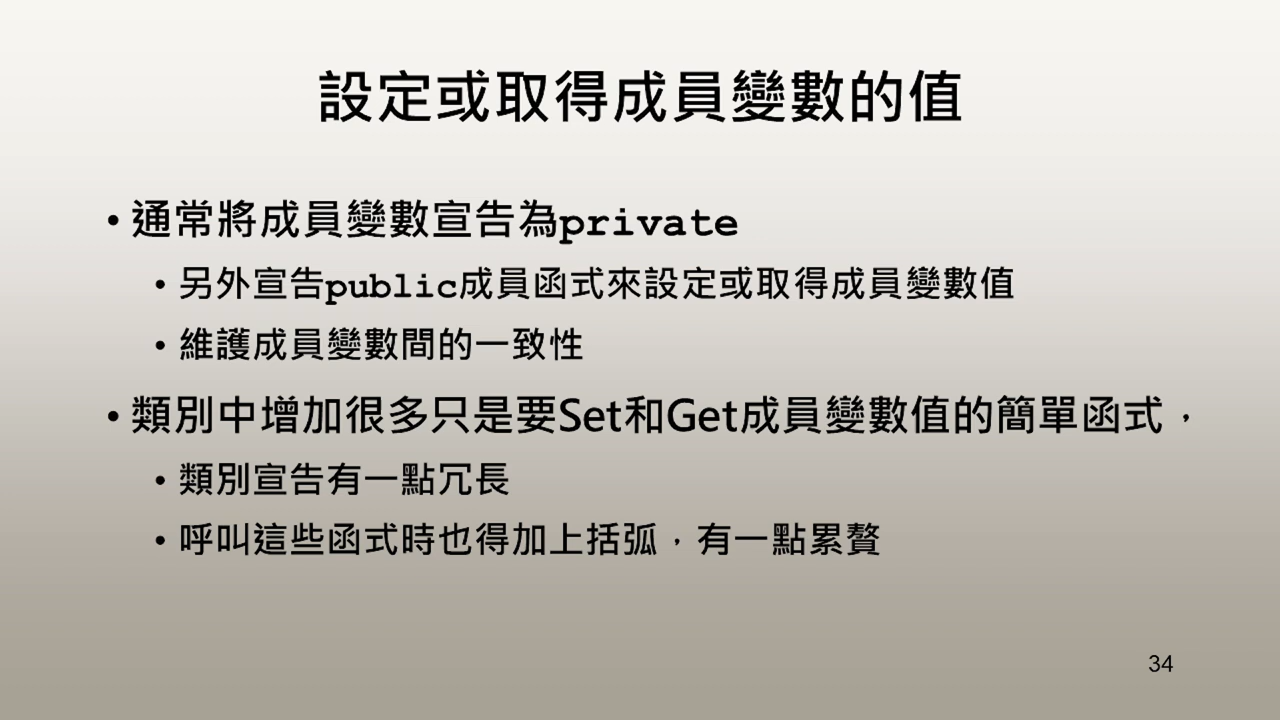 設定或取得成員變數的值
• 通常將成員變數宣告為private
• 另外宣告public成員函式來設定或取得成員變數值
• 維護成員變數間的一致性
• 類別中增加很多只是要Set和Get成員變數值的簡單函式，
• 類別宣告有一點冗長
• 呼叫這些函式時也得加上括弧，有一點累贅
34